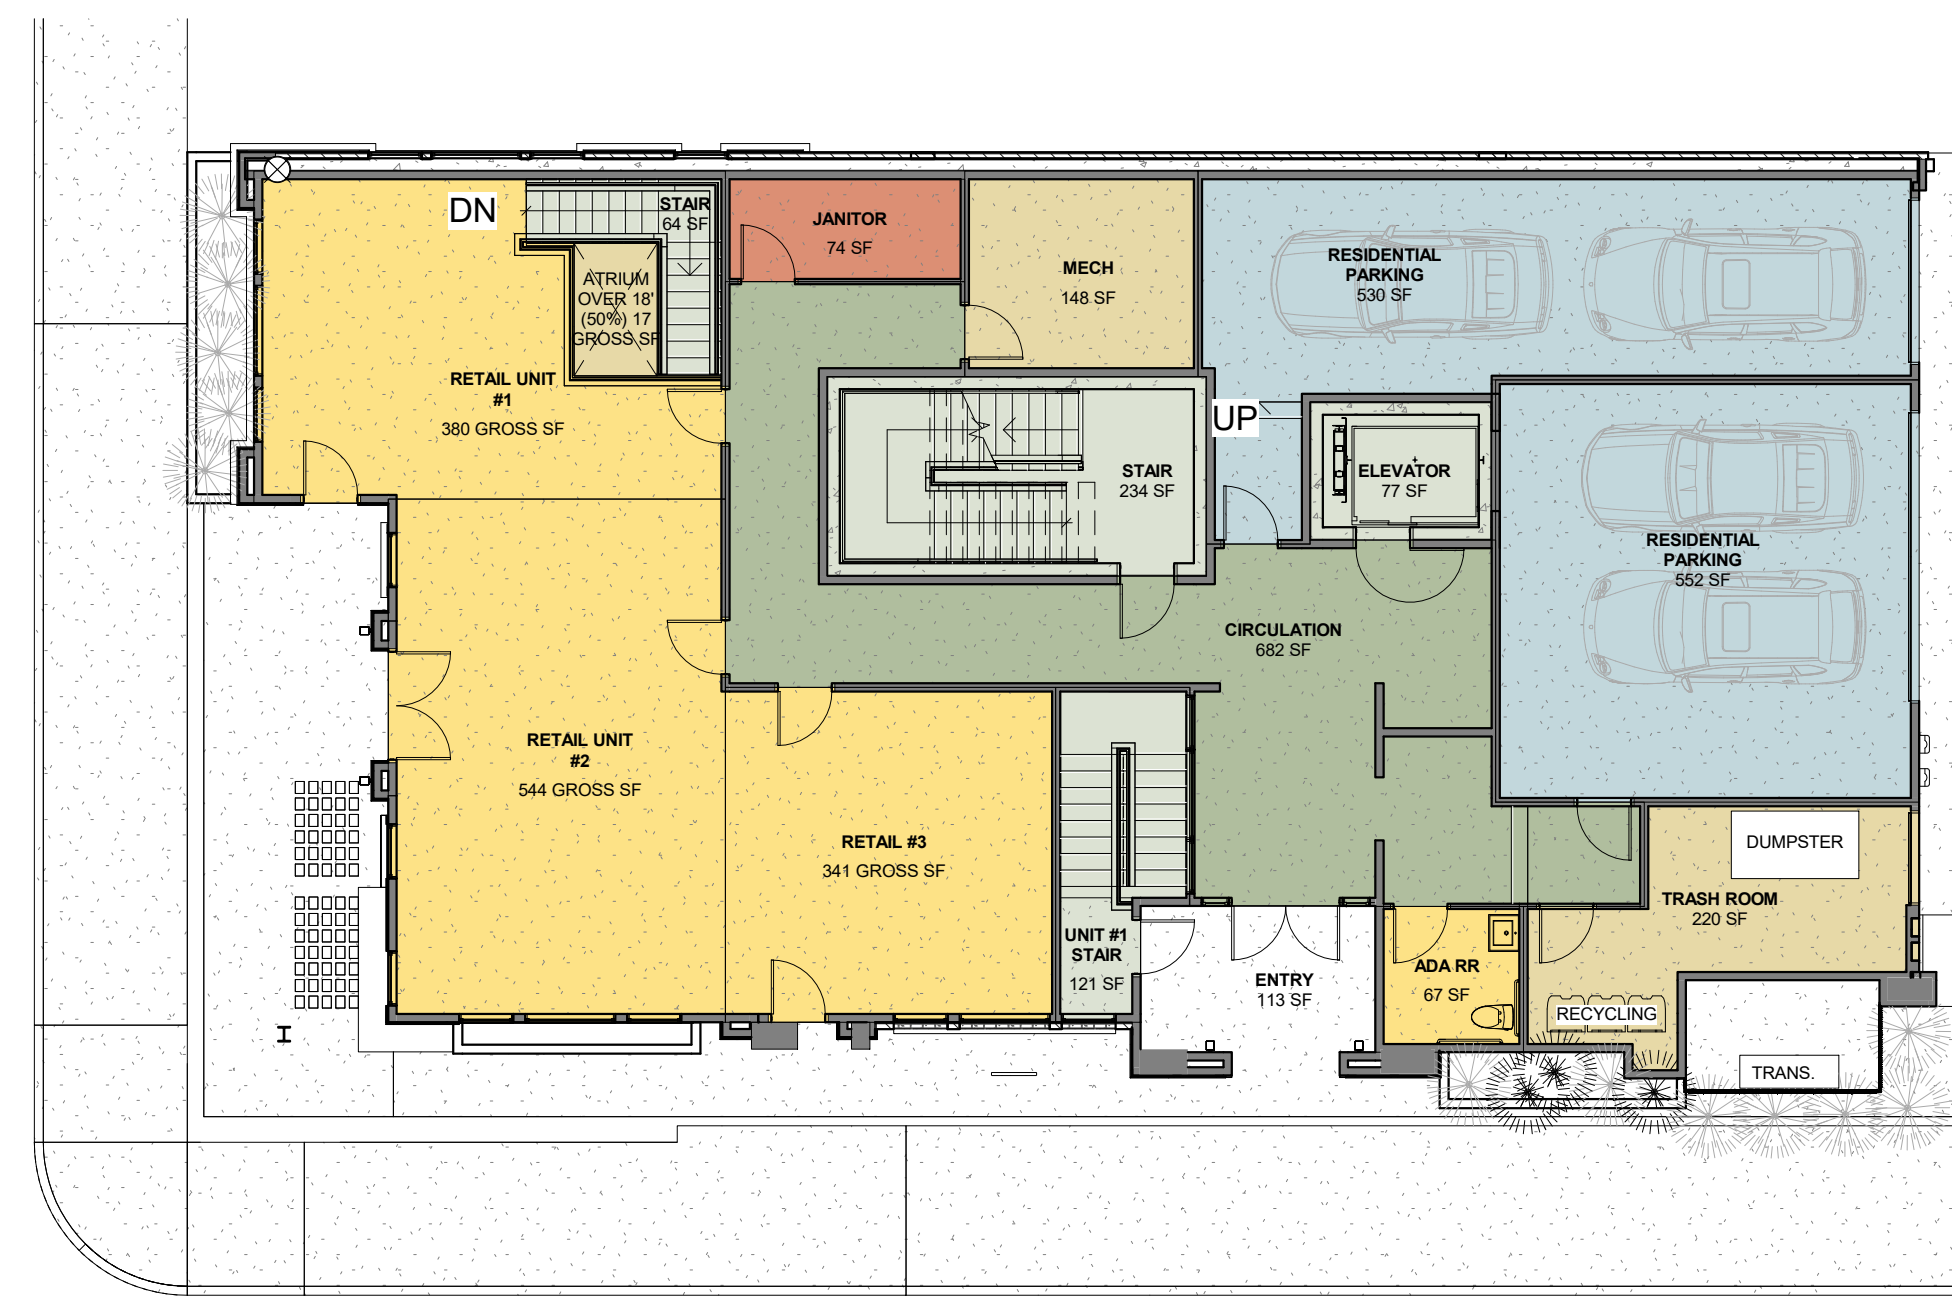 DN
STAIR
64 SF
JANITOR
74 SF
MECH
148 SF
RESIDENTIAL
PARKING
530 SF
ATRIUM
OVER 18'
(50%) 17
GROSS SF
RETAIL UNIT
#1
380 GROSS SF
UP
STAIR
234 SF
ELEVATOR
77 SF
RESIDENTIAL
PARKING
552 SF
CIRCULATION
682 SF
RETAIL UNIT
#2
544 GROSS SF
RETAIL #3
341 GROSS SF
DUMPSTER
TRASH ROOM
220 SF
UNIT #1
STAIR
121 SF
ENTRY
113 SF
ADA RR
67 SF
RECYCLING
TRANS.